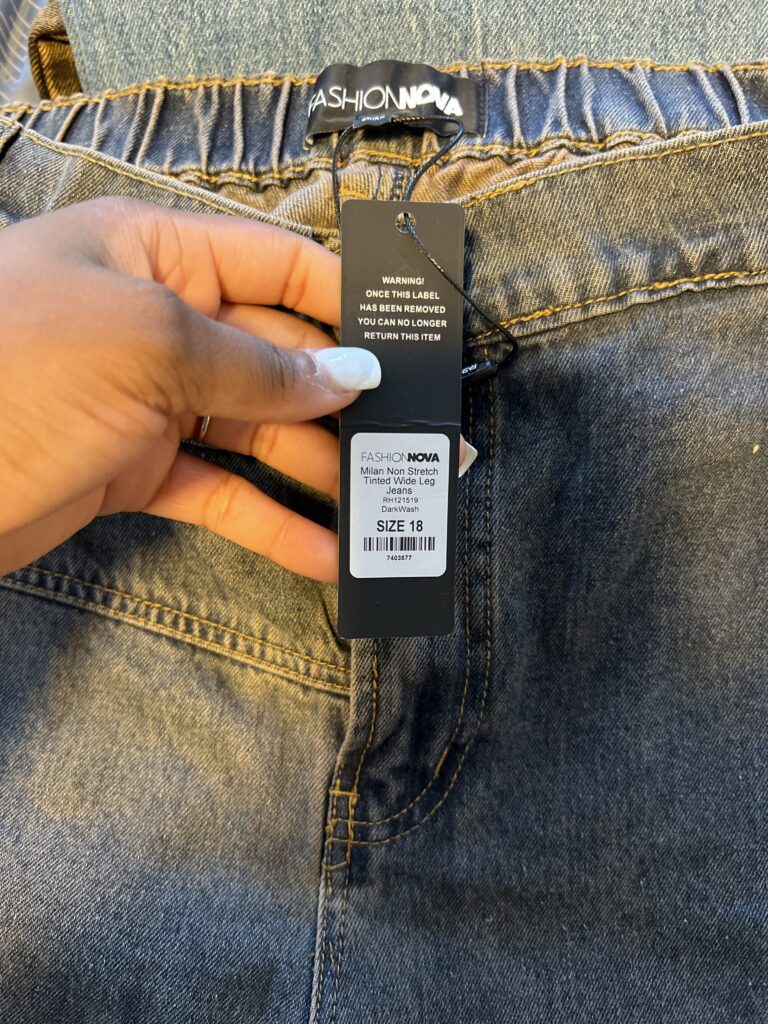 FASHIONNOVA
WARNING!
ONCE THIS LABEL
HAS BEEN REMOVED
YOU CAN NO LONGER
RETURN THIS ITEM
FASHIONNOVA
Milan Non Stretch
Tinted Wide Leg
Jeans
RH121519
DarkWash
SIZE 18
7403877